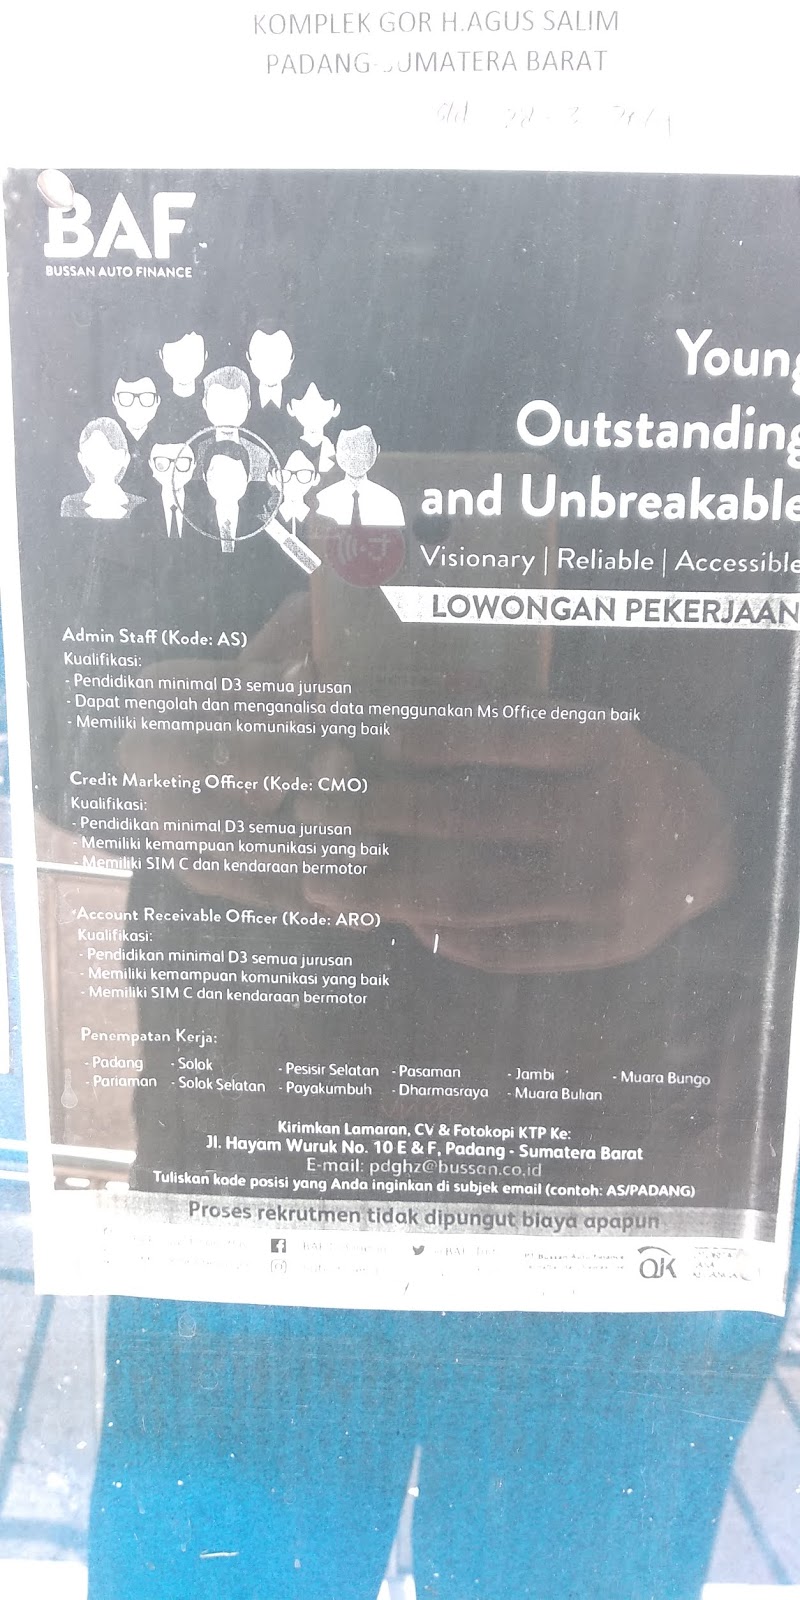 KOMPLEK GOR H.AGUS SALIM
PADANG-SUMATERA BARAT
BAF
BUSSAN AUTO FINANCE
Young
Outstanding
and Unbreakable
Visionary | Reliable | Accessible
LOWONGAN PEKERJAAN
Admin Staff (Kode: AS)
Kualifikasi:
- Pendidikan minimal D3 semua jurusan
- Dapat mengolah dan menganalisa data menggunakan Ms Office dengan baik
- Memiliki kemampuan komunikasi yang baik
Credit Marketing Officer (Kode: CMO)
Kualifikasi:
- Pendidikan minimal D3 semua jurusan
- Memiliki kemampuan komunikasi yang baik
- Memiliki SIM C dan kendaraan bermotor
Account Receivable Officer (Kode: ARO)
Kualifikasi:
- Pendidikan minimal D3 semua jurusan
- Memiliki kemampuan komunikasi yang baik
- Memiliki SIM C dan kendaraan bermotor
Penempatan Kerja:
- Padang - Solok - Pesisir Selatan - Pasaman - Jambi - Muara Bungo
- Pariaman - Solok Selatan - Payakumbuh - Dharmasraya - Muara Bulian
Kirimkan Lamaran, CV & Fotokopi KTP Ke:
Jl. Hayam Wuruk No. 10 E & F, Padang - Sumatera Barat
E-mail: pdghz@bussan.co.id
Tuliskan kode posisi yang Anda inginkan di subjek email (contoh: AS/PADANG)
Proses rekrutmen tidak dipungut biaya apapun
OJK